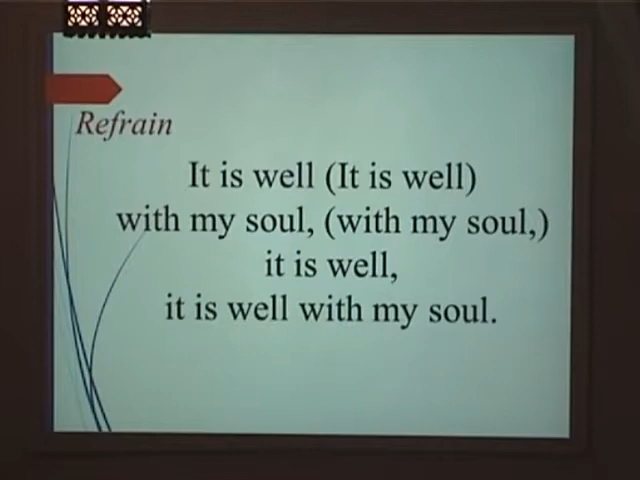 Refrain
It is well (It is well)
with my soul, (with my soul,)
it is well,
it is well with my soul.